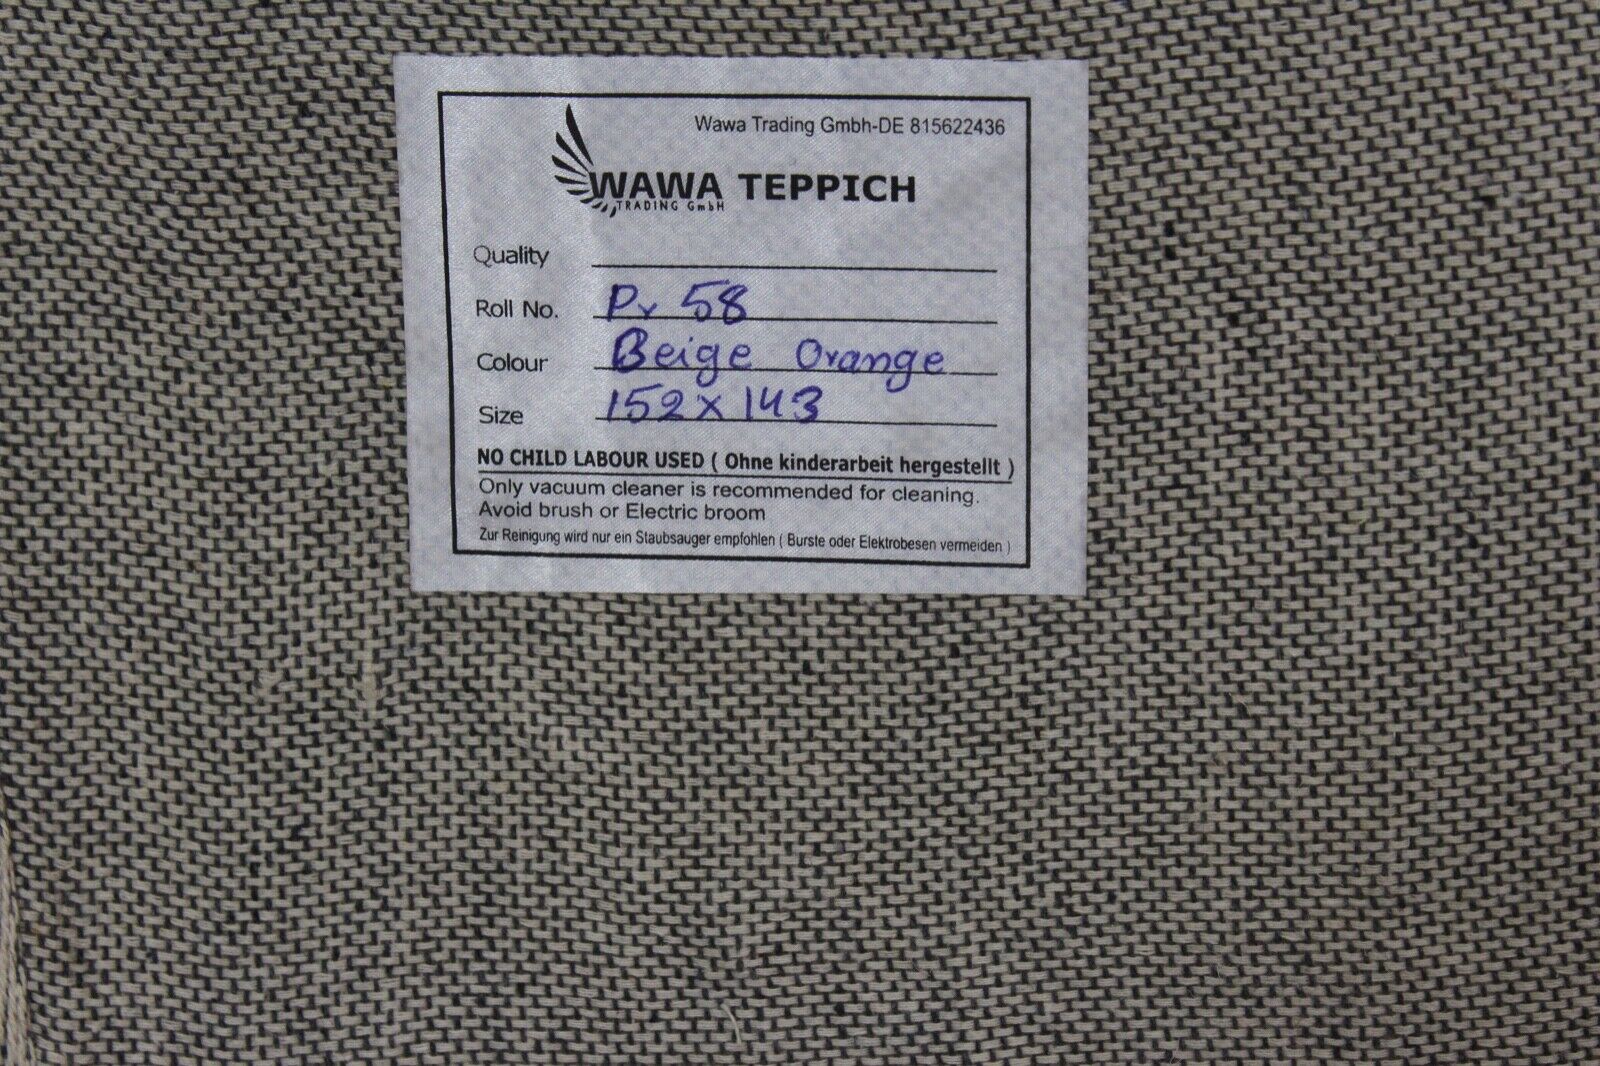 Wawa Trading Gmbh-DE 815622436
WAWA TEPPICH
TRADING GmbH
Quality
Roll No. Pr 58
Colour Beige Orange
Size 152 x 143
NO CHILD LABOUR USED ( Ohne kinderarbeit hergestellt )
Only vacuum cleaner is recommended for cleaning.
Avoid brush or Electric broom
Zur Reinigung wird nur ein Staubsauger empfohlen ( Burste oder Elektrobesen vermeiden )